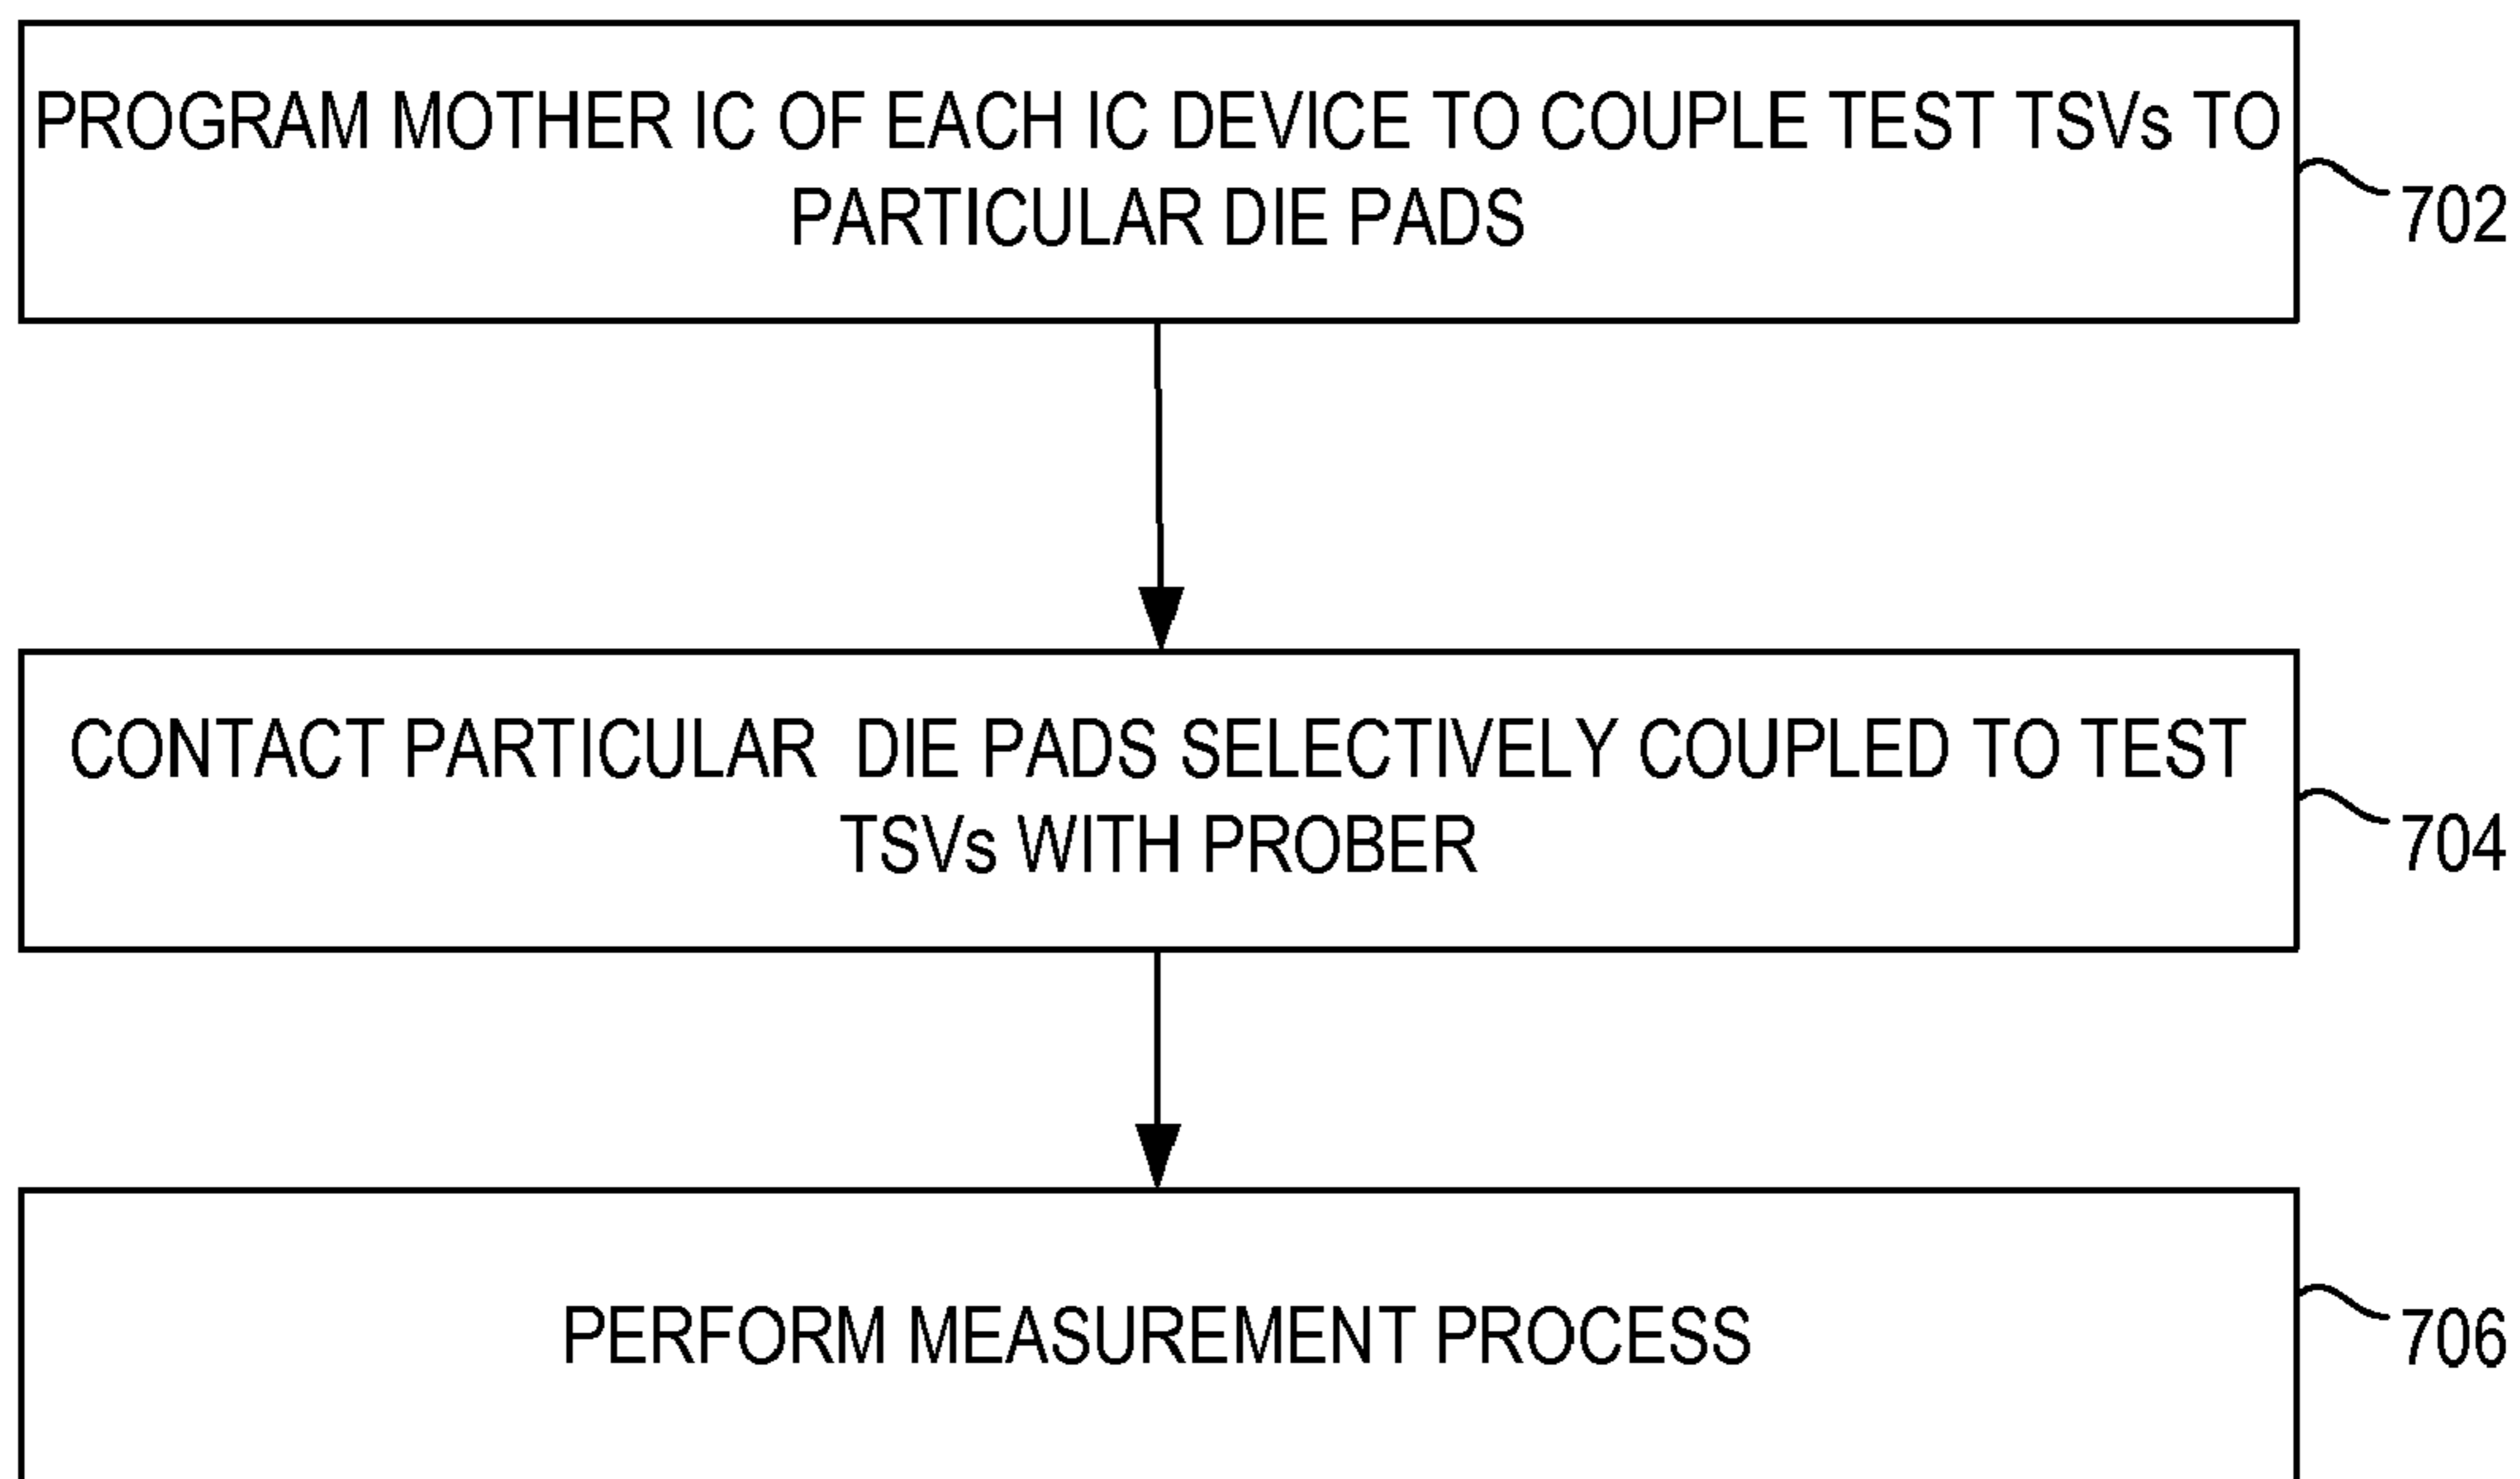 PROGRAM MOTHER IC OF EACH IC DEVICE TO COUPLE TEST TSVs TO
PARTICULAR DIE PADS
702
CONTACT PARTICULAR DIE PADS SELECTIVELY COUPLED TO TEST
TSVs WITH PROBER
704
PERFORM MEASUREMENT PROCESS
706